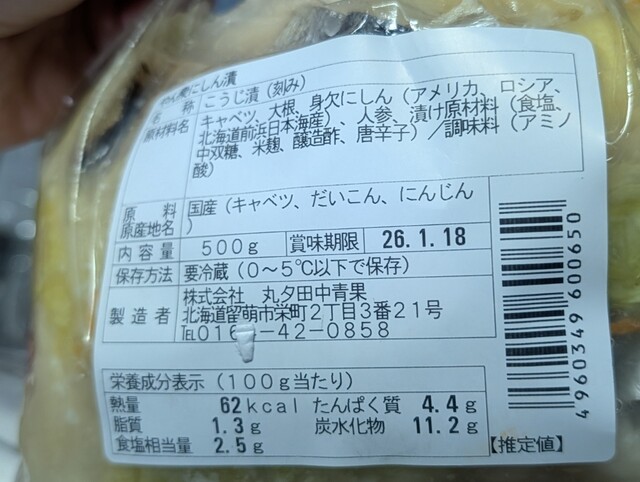 やん衆にしん漬
名　称 こうじ漬（刻み）
原材料名 キャベツ、大根、身欠にしん（アメリカ、ロシア、
北海道前浜日本海産）、人参、漬け原材料（食塩、
中双糖、米麹、醸造酢、唐辛子）／調味料（アミノ
酸）
原　料
原産地名 国産（キャベツ、だいこん、にんじん
）
内容量 500g 賞味期限 26.1.18
保存方法 要冷蔵（0～5℃以下で保存）
製造者 株式会社　丸夕田中青果
北海道留萌市栄町2丁目3番21号
TEL016 -42-0858
栄養成分表示（100g当たり）
熱量 62kcal たんぱく質 4.4g
脂質 1.3g 炭水化物 11.2g
食塩相当量 2.5g 【推定値】
4960349600650